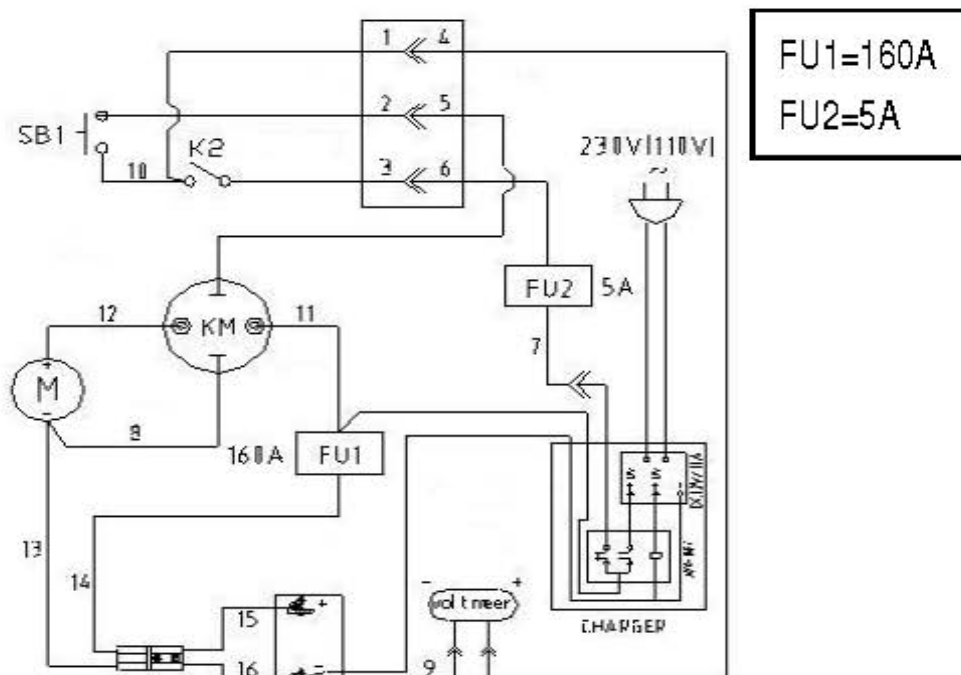 FU1=160A
FU2=5A
1 4
2 5
3 6
SB1
K2
10
230V(110V)
FU2 5A
12 11
KM
7
M
8
160A FU1
13
14
15
16
voltmeer
9
CHARGER